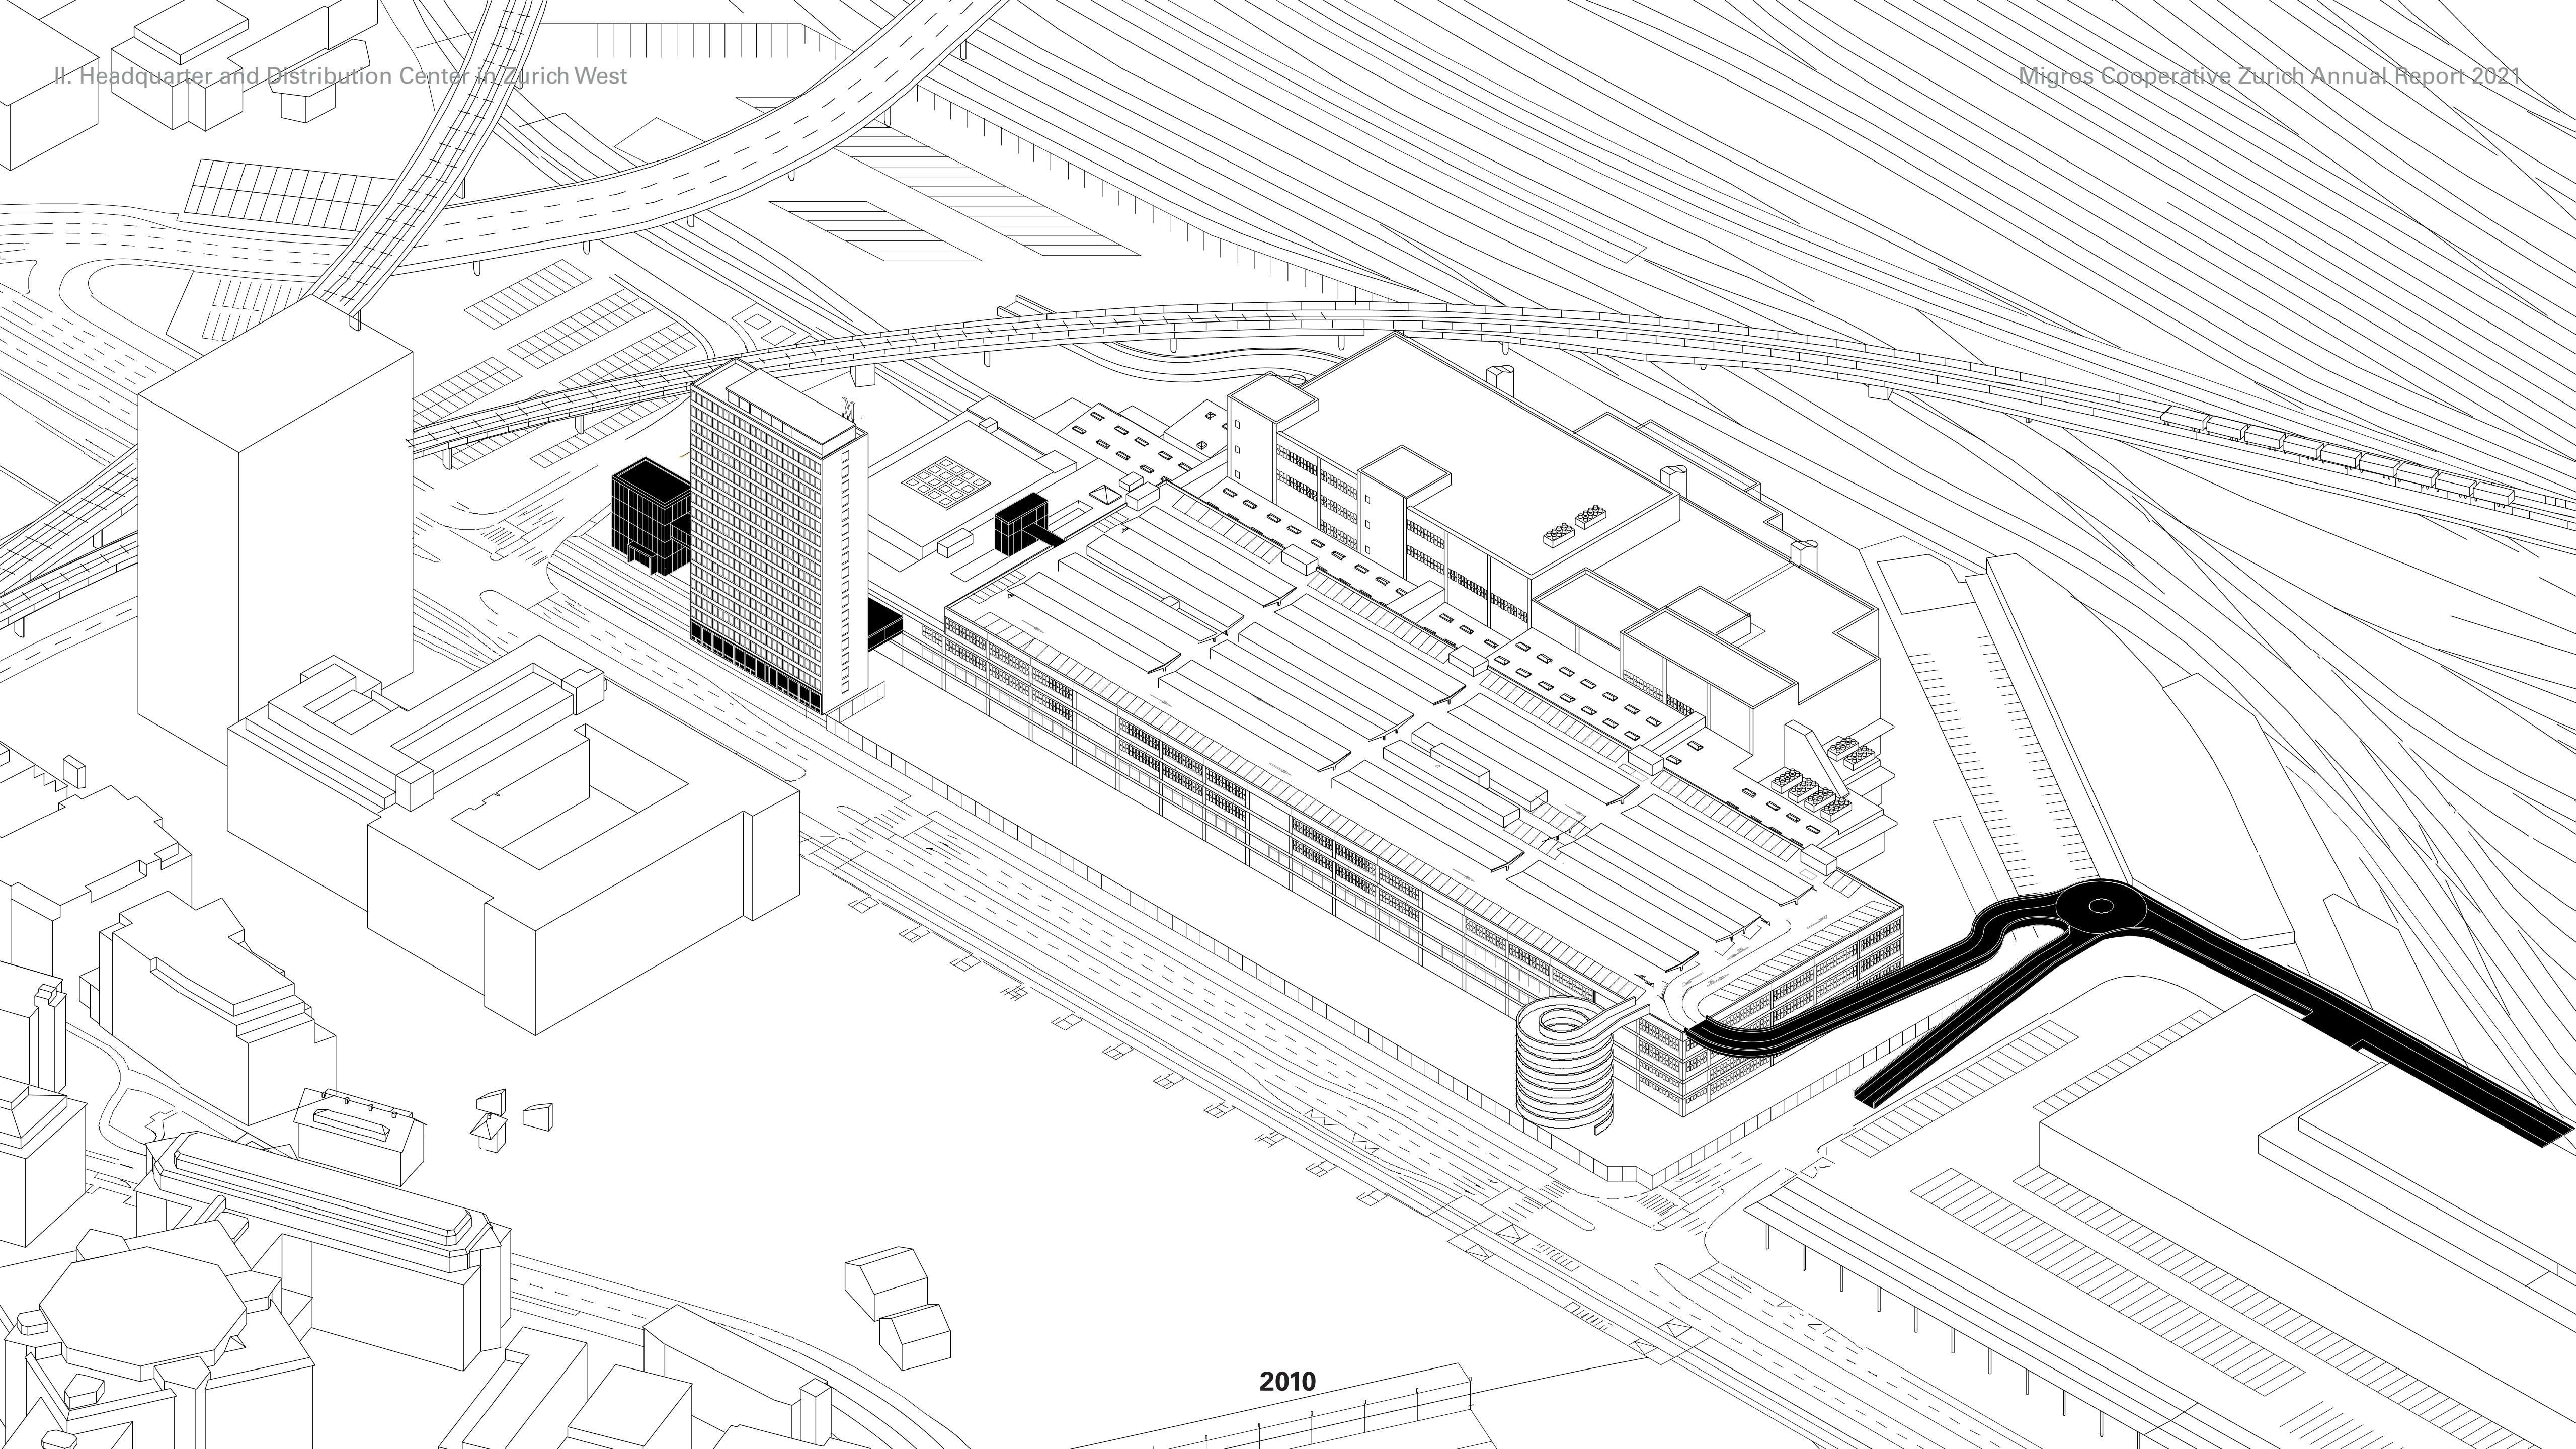 II. Headquarter and Distribution Center in Zurich West
Migros Cooperative Zurich Annual Report 2021
M
2010